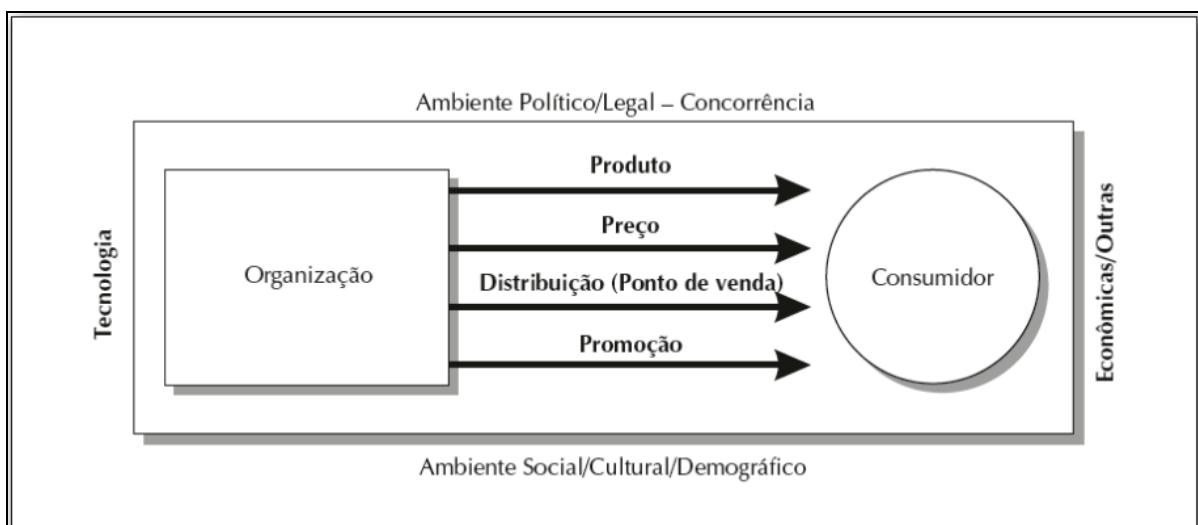 Ambiente Político/Legal – Concorrência
Tecnologia
Organização
Produto
Preço
Distribuição (Ponto de venda)
Promoção
Consumidor
Econômicas/Outras
Ambiente Social/Cultural/Demográfico